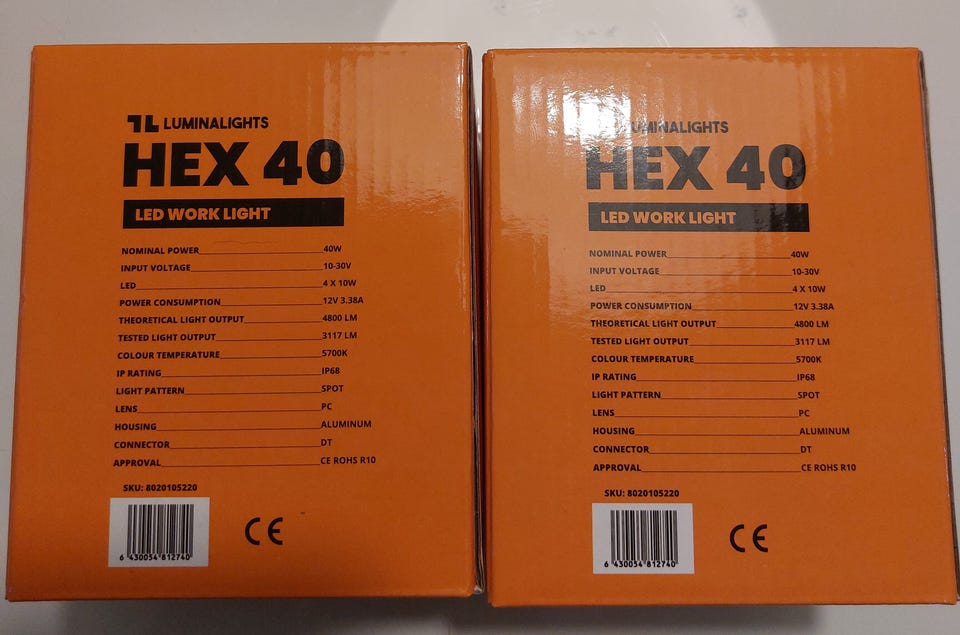 LUMINALIGHTS
HEX 40
LED WORK LIGHT
NOMINAL POWER 40W
INPUT VOLTAGE 10-30V
LED 4 X 10W
POWER CONSUMPTION 12V 3.38A
THEORETICAL LIGHT OUTPUT 4800 LM
TESTED LIGHT OUTPUT 3117 LM
COLOUR TEMPERATURE 5700K
IP RATING IP68
LIGHT PATTERN SPOT
LENS PC
HOUSING ALUMINUM
CONNECTOR DT
APPROVAL CE ROHS R10
SKU: 8020105220
6 430054 812740
CE
LUMINALIGHTS
HEX 40
LED WORK LIGHT
NOMINAL POWER 40W
INPUT VOLTAGE 10-30V
LED 4 X 10W
POWER CONSUMPTION 12V 3.38A
THEORETICAL LIGHT OUTPUT 4800 LM
TESTED LIGHT OUTPUT 3117 LM
COLOUR TEMPERATURE 5700K
IP RATING IP68
LIGHT PATTERN SPOT
LENS PC
HOUSING ALUMINUM
CONNECTOR DT
APPROVAL CE ROHS R10
SKU: 8020105220
6 430054 812740
CE